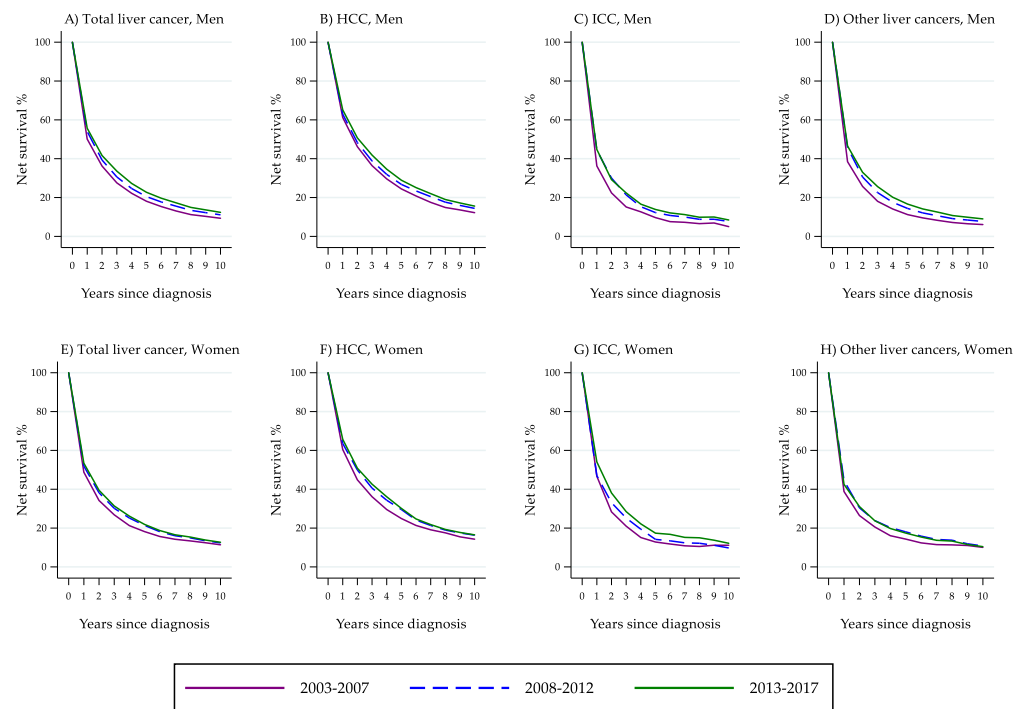 A) Total liver cancer, Men
B) HCC, Men
C) ICC, Men
D) Other liver cancers, Men
Net survival %
100
80
60
40
20
0
0 1 2 3 4 5 6 7 8 9 10
Years since diagnosis
Net survival %
100
80
60
40
20
0
0 1 2 3 4 5 6 7 8 9 10
Years since diagnosis
Net survival %
100
80
60
40
20
0
0 1 2 3 4 5 6 7 8 9 10
Years since diagnosis
Net survival %
100
80
60
40
20
0
0 1 2 3 4 5 6 7 8 9 10
Years since diagnosis
E) Total liver cancer, Women
F) HCC, Women
G) ICC, Women
H) Other liver cancers, Women
Net survival %
100
80
60
40
20
0
0 1 2 3 4 5 6 7 8 9 10
Years since diagnosis
Net survival %
100
80
60
40
20
0
0 1 2 3 4 5 6 7 8 9 10
Years since diagnosis
Net survival %
100
80
60
40
20
0
0 1 2 3 4 5 6 7 8 9 10
Years since diagnosis
Net survival %
100
80
60
40
20
0
0 1 2 3 4 5 6 7 8 9 10
Years since diagnosis
2003-2007
2008-2012
2013-2017